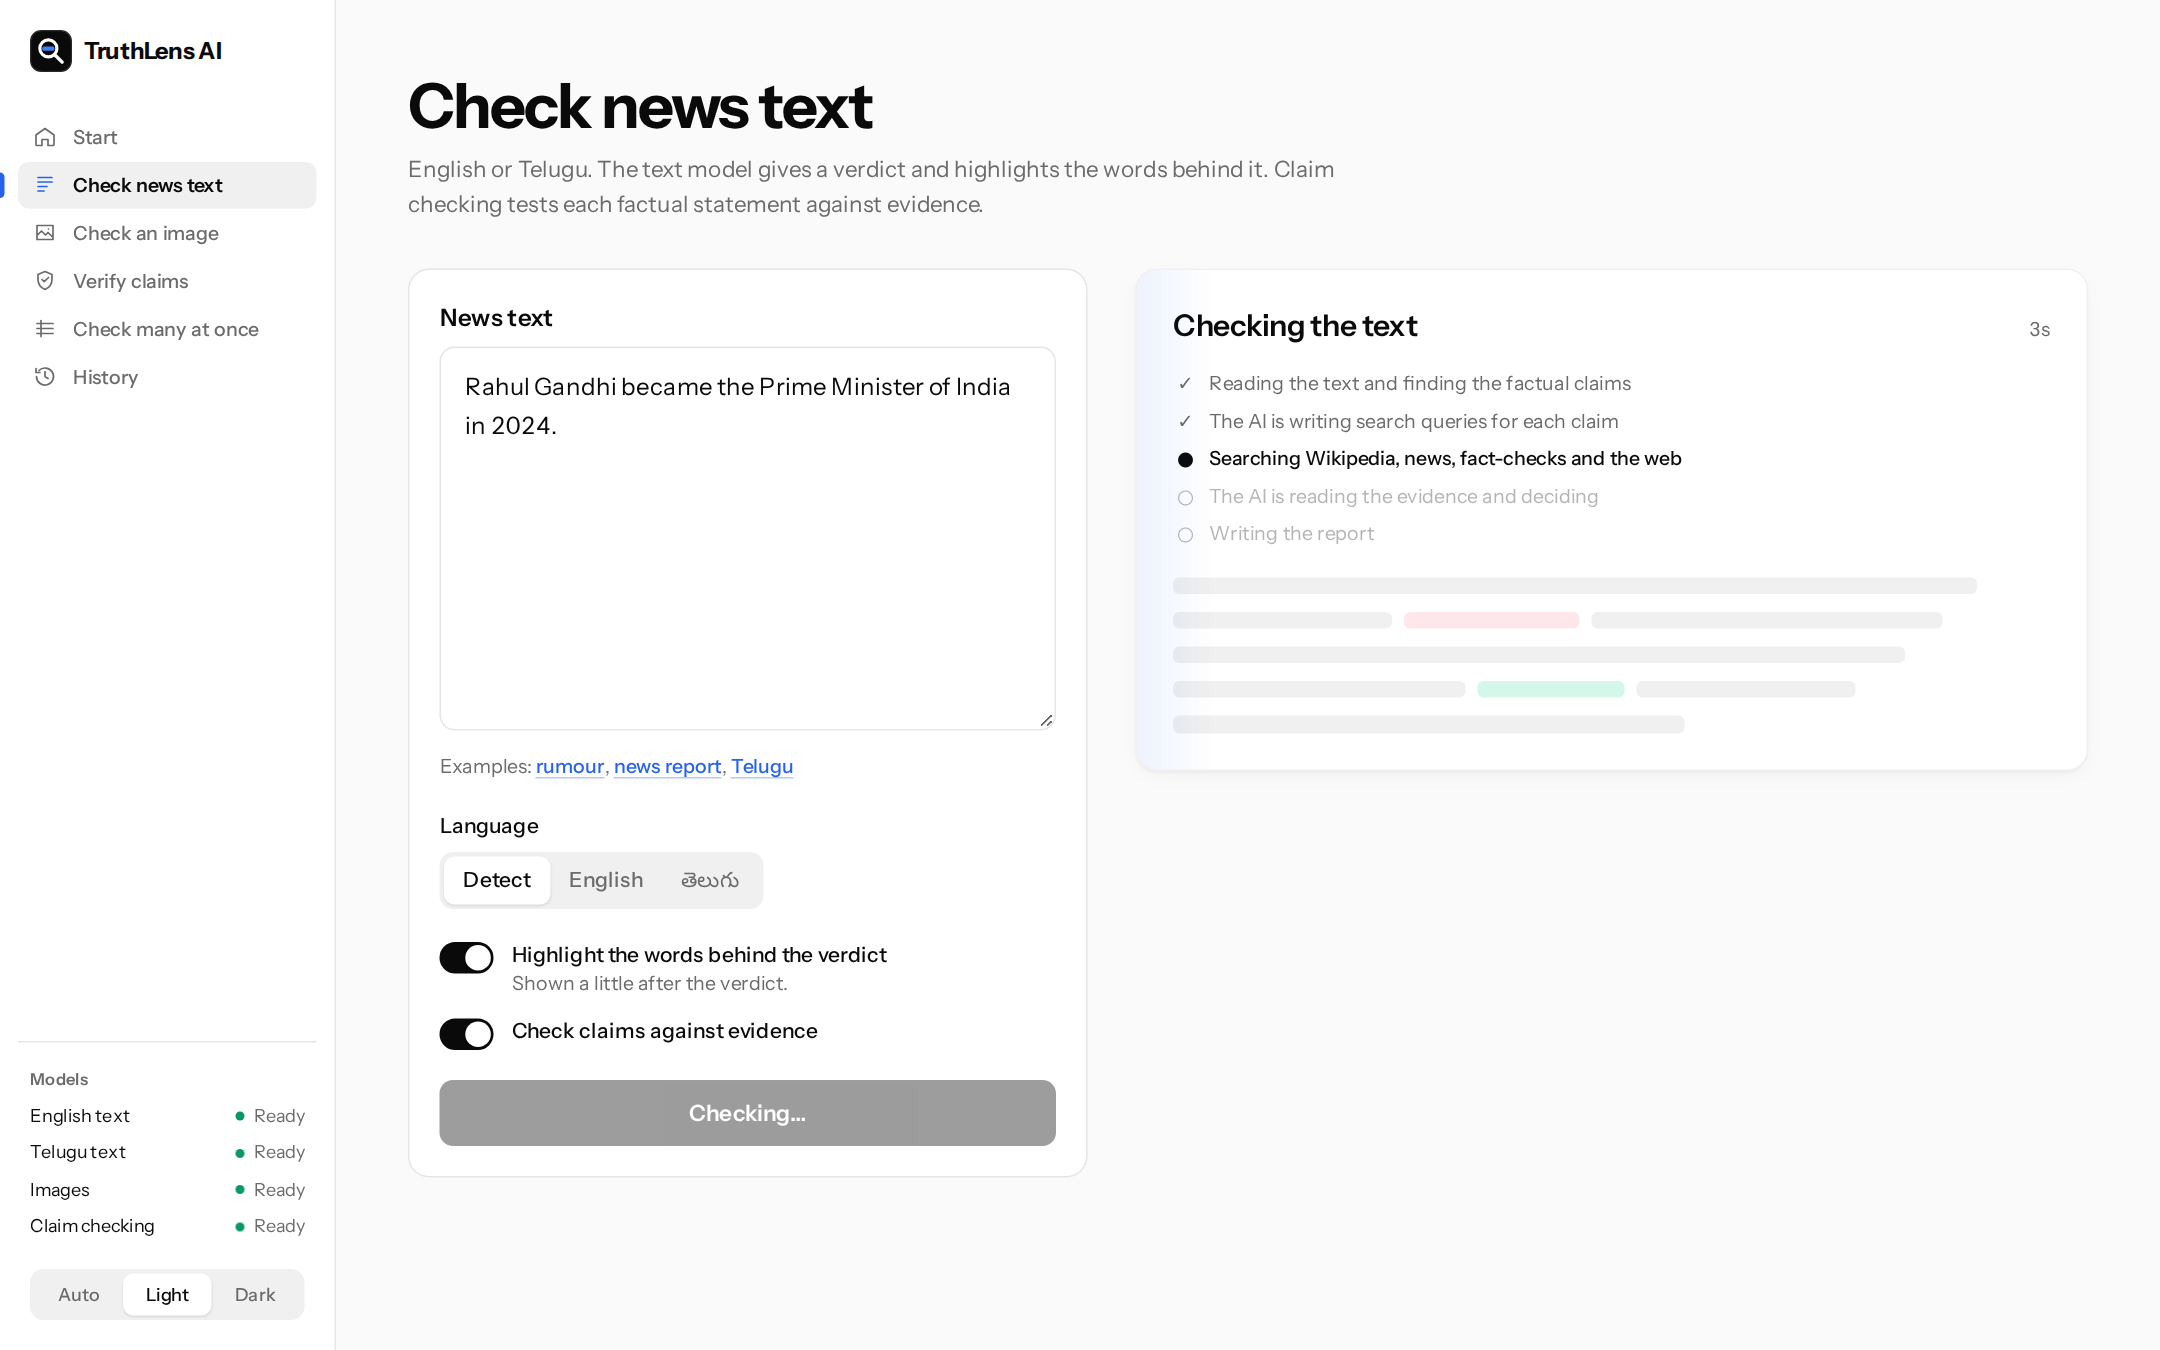 TruthLens AI
Start
Check news text
Check an image
Verify claims
Check many at once
History
Models
English text Ready
Telugu text Ready
Images Ready
Claim checking Ready
Auto Light Dark
Check news text
English or Telugu. The text model gives a verdict and highlights the words behind it. Claim
checking tests each factual statement against evidence.
News text
Rahul Gandhi became the Prime Minister of India
in 2024.
Examples: rumour, news report, Telugu
Language
Detect English తెలుగు
Highlight the words behind the verdict
Shown a little after the verdict.
Check claims against evidence
Checking...
Checking the text 3s
✓ Reading the text and finding the factual claims
✓ The AI is writing search queries for each claim
Searching Wikipedia, news, fact-checks and the web
The AI is reading the evidence and deciding
Writing the report